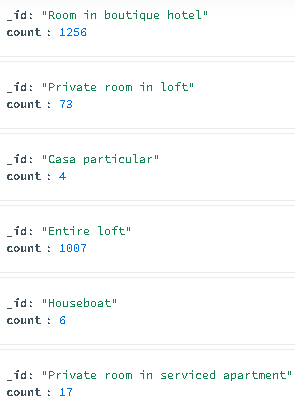 _id: "Room in boutique hotel"
count : 1256
_id: "Private room in loft"
count : 73
_id: "Casa particular"
count : 4
_id: "Entire loft"
count : 1007
_id: "Houseboat"
count : 6
_id: "Private room in serviced apartment"
count : 17